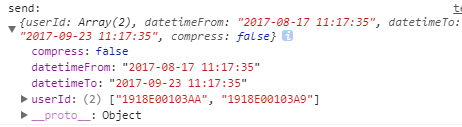 send:
te
▼ {userId: Array(2), datetimeFrom: "2017-08-17 11:17:35", datetimeTo:
"2017-09-23 11:17:35", compress: false} i
compress: false
datetimeFrom: "2017-08-17 11:17:35"
datetimeTo: "2017-09-23 11:17:35"
▶ userId: (2) ["1918E00103AA", "1918E00103A9"]
▶ __proto__: Object